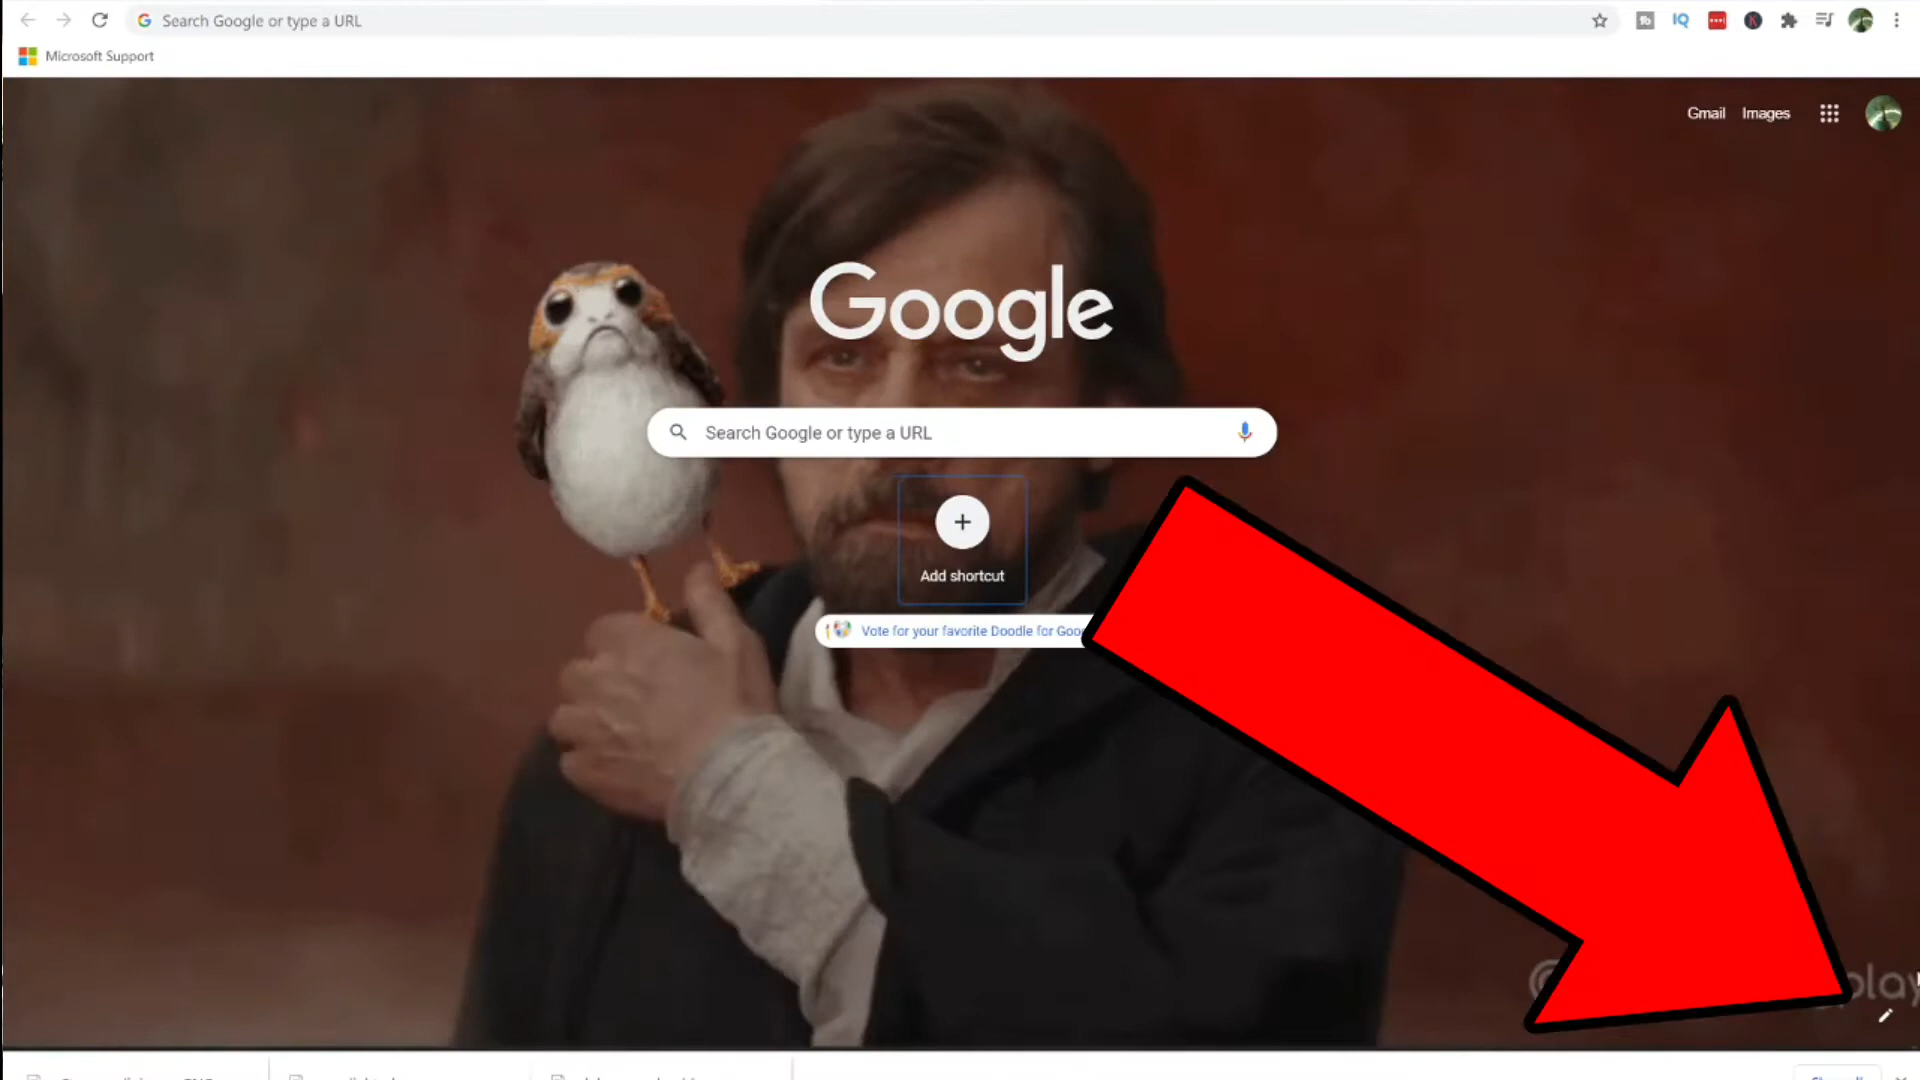 Search Google or type a URL
Microsoft Support
Gmail Images
Google
Search Google or type a URL
+
Add shortcut
Vote for your favorite Doodle for
play